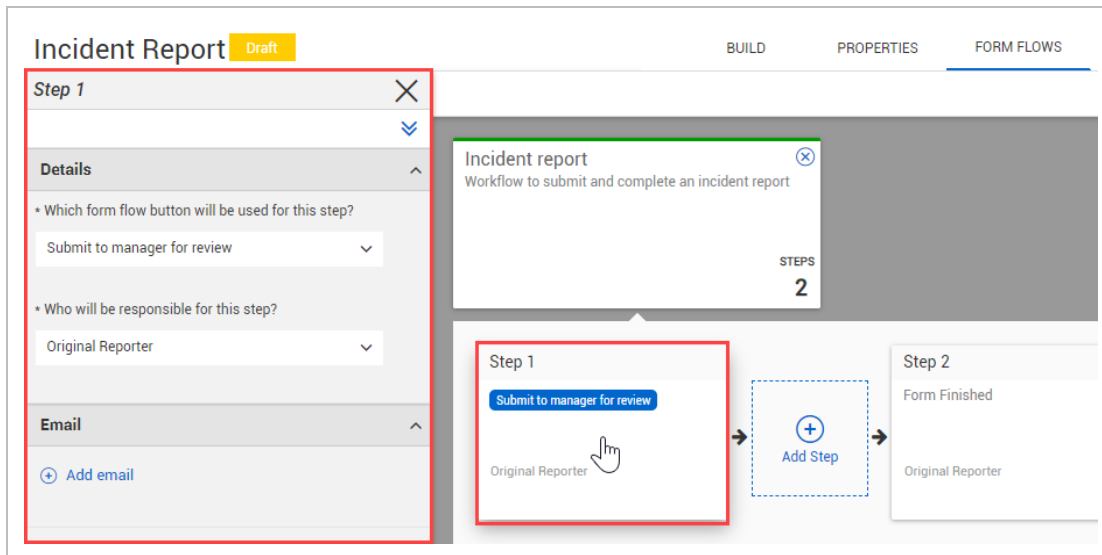 Incident Report Draft
BUILD PROPERTIES FORM FLOWS
Step 1
Details
* Which form flow button will be used for this step?
Submit to manager for review
* Who will be responsible for this step?
Original Reporter
Email
Add email
Incident report
Workflow to submit and complete an incident report
STEPS
2
Step 1
Submit to manager for review
Original Reporter
Add Step
Step 2
Form Finished
Original Reporter